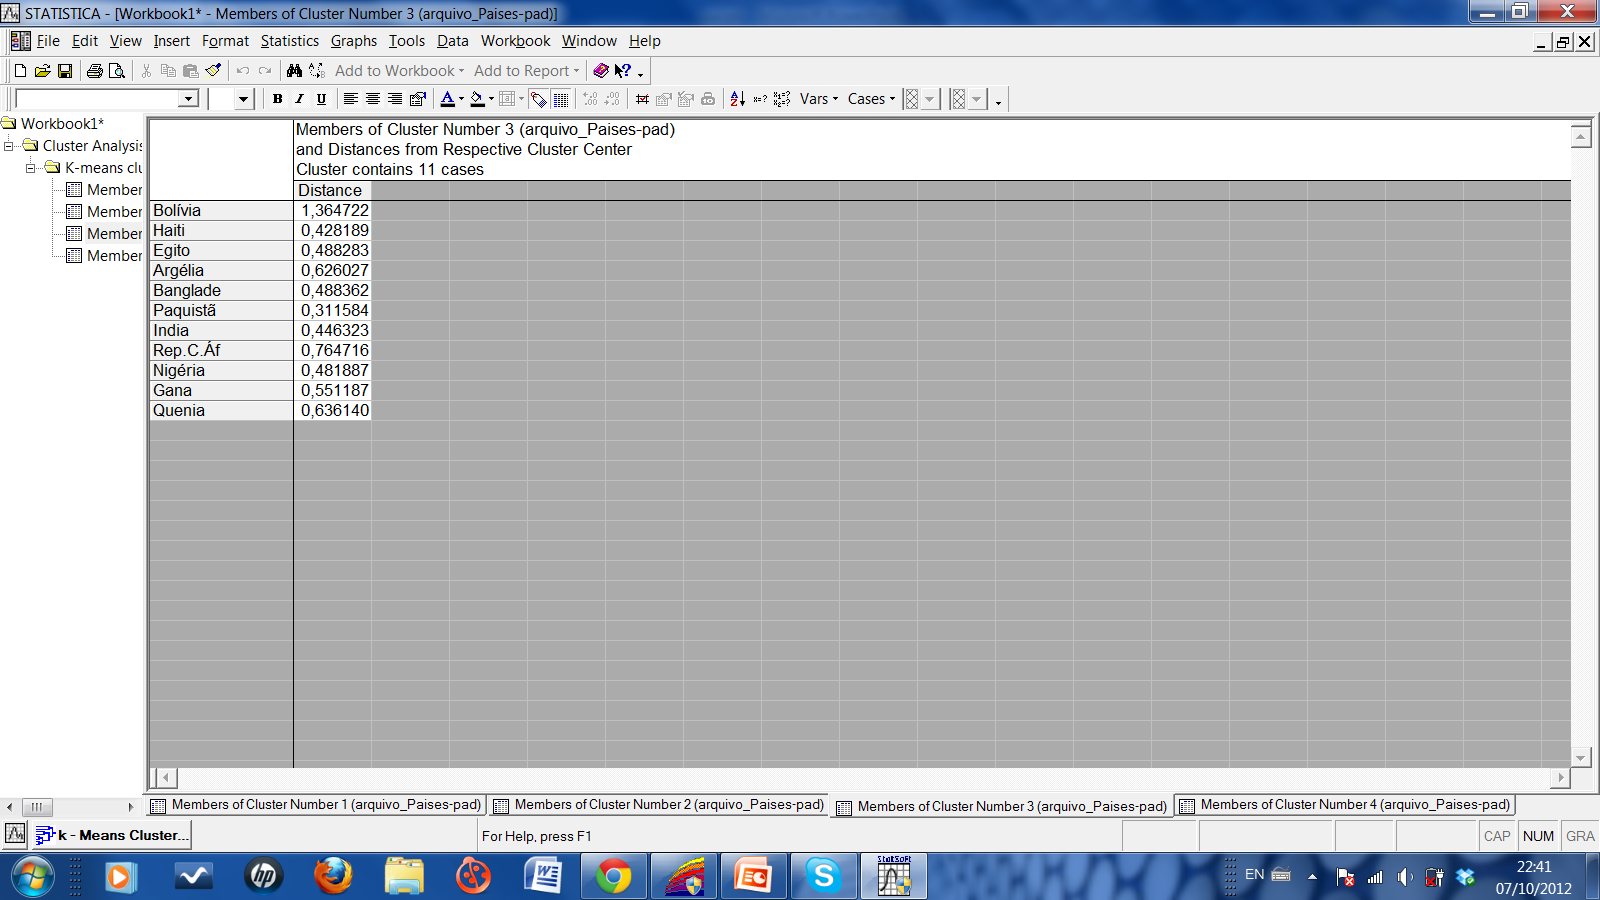 STATISTICA - [Workbook1* - Members of Cluster Number 3 (arquivo_Paises-pad)]
File Edit View Insert Format Statistics Graphs Tools Data Workbook Window Help
Add to Workbook Add to Report
B I U Vars Cases
Workbook1*
Cluster Analysis
K-means clu
Member
Member
Member
Member
Members of Cluster Number 3 (arquivo_Paises-pad)
and Distances from Respective Cluster Center
Cluster contains 11 cases
Distance
Bolívia 1,364722
Haiti 0,428189
Egito 0,488283
Argélia 0,626027
Banglade 0,488362
Paquistã 0,311584
India 0,446323
Rep.C.Áf 0,764716
Nigéria 0,481887
Gana 0,551187
Quenia 0,636140
Members of Cluster Number 1 (arquivo_Paises-pad) Members of Cluster Number 2 (arquivo_Paises-pad) Members of Cluster Number 3 (arquivo_Paises-pad) Members of Cluster Number 4 (arquivo_Paises-pad)
k - Means Cluster...
For Help, press F1
CAP NUM GRA
hp
StatSoft
EN
22:41
07/10/2012